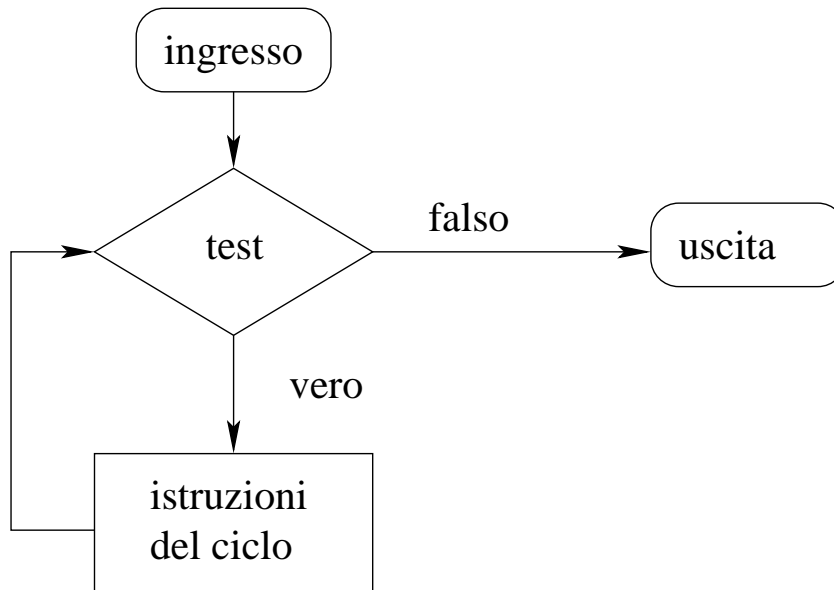 ingresso
test
falso
uscita
vero
istruzioni
del ciclo